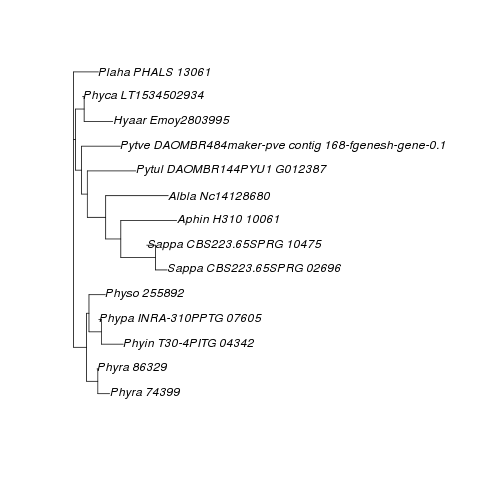 Plaha PHALS 13061
Phyca LT1534502934
Hyaar Emoy2803995
Pytve DAOMBR484maker-pve contig 168-fgenesh-gene-0.1
Pytul DAOMBR144PYU1 G012387
Albla Nc14128680
Aphin H310 10061
Sappa CBS223.65SPRG 10475
Sappa CBS223.65SPRG 02696
Physo 255892
Phypa INRA-310PPTG 07605
Phyin T30-4PITG 04342
Phyra 86329
Phyra 74399